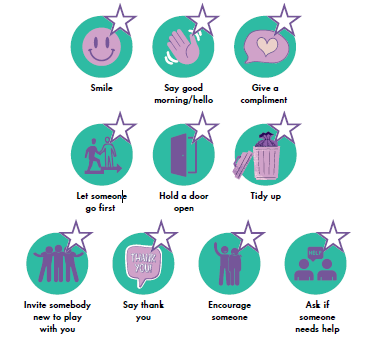 Smile
Say good
morning/hello
Give a
compliment
Let someone
go first
Hold a door
open
Tidy up
HELP
THANK
YOU!
Invite somebody
new to play
with you
Say thank
you
Encourage
someone
Ask if
someone
needs help